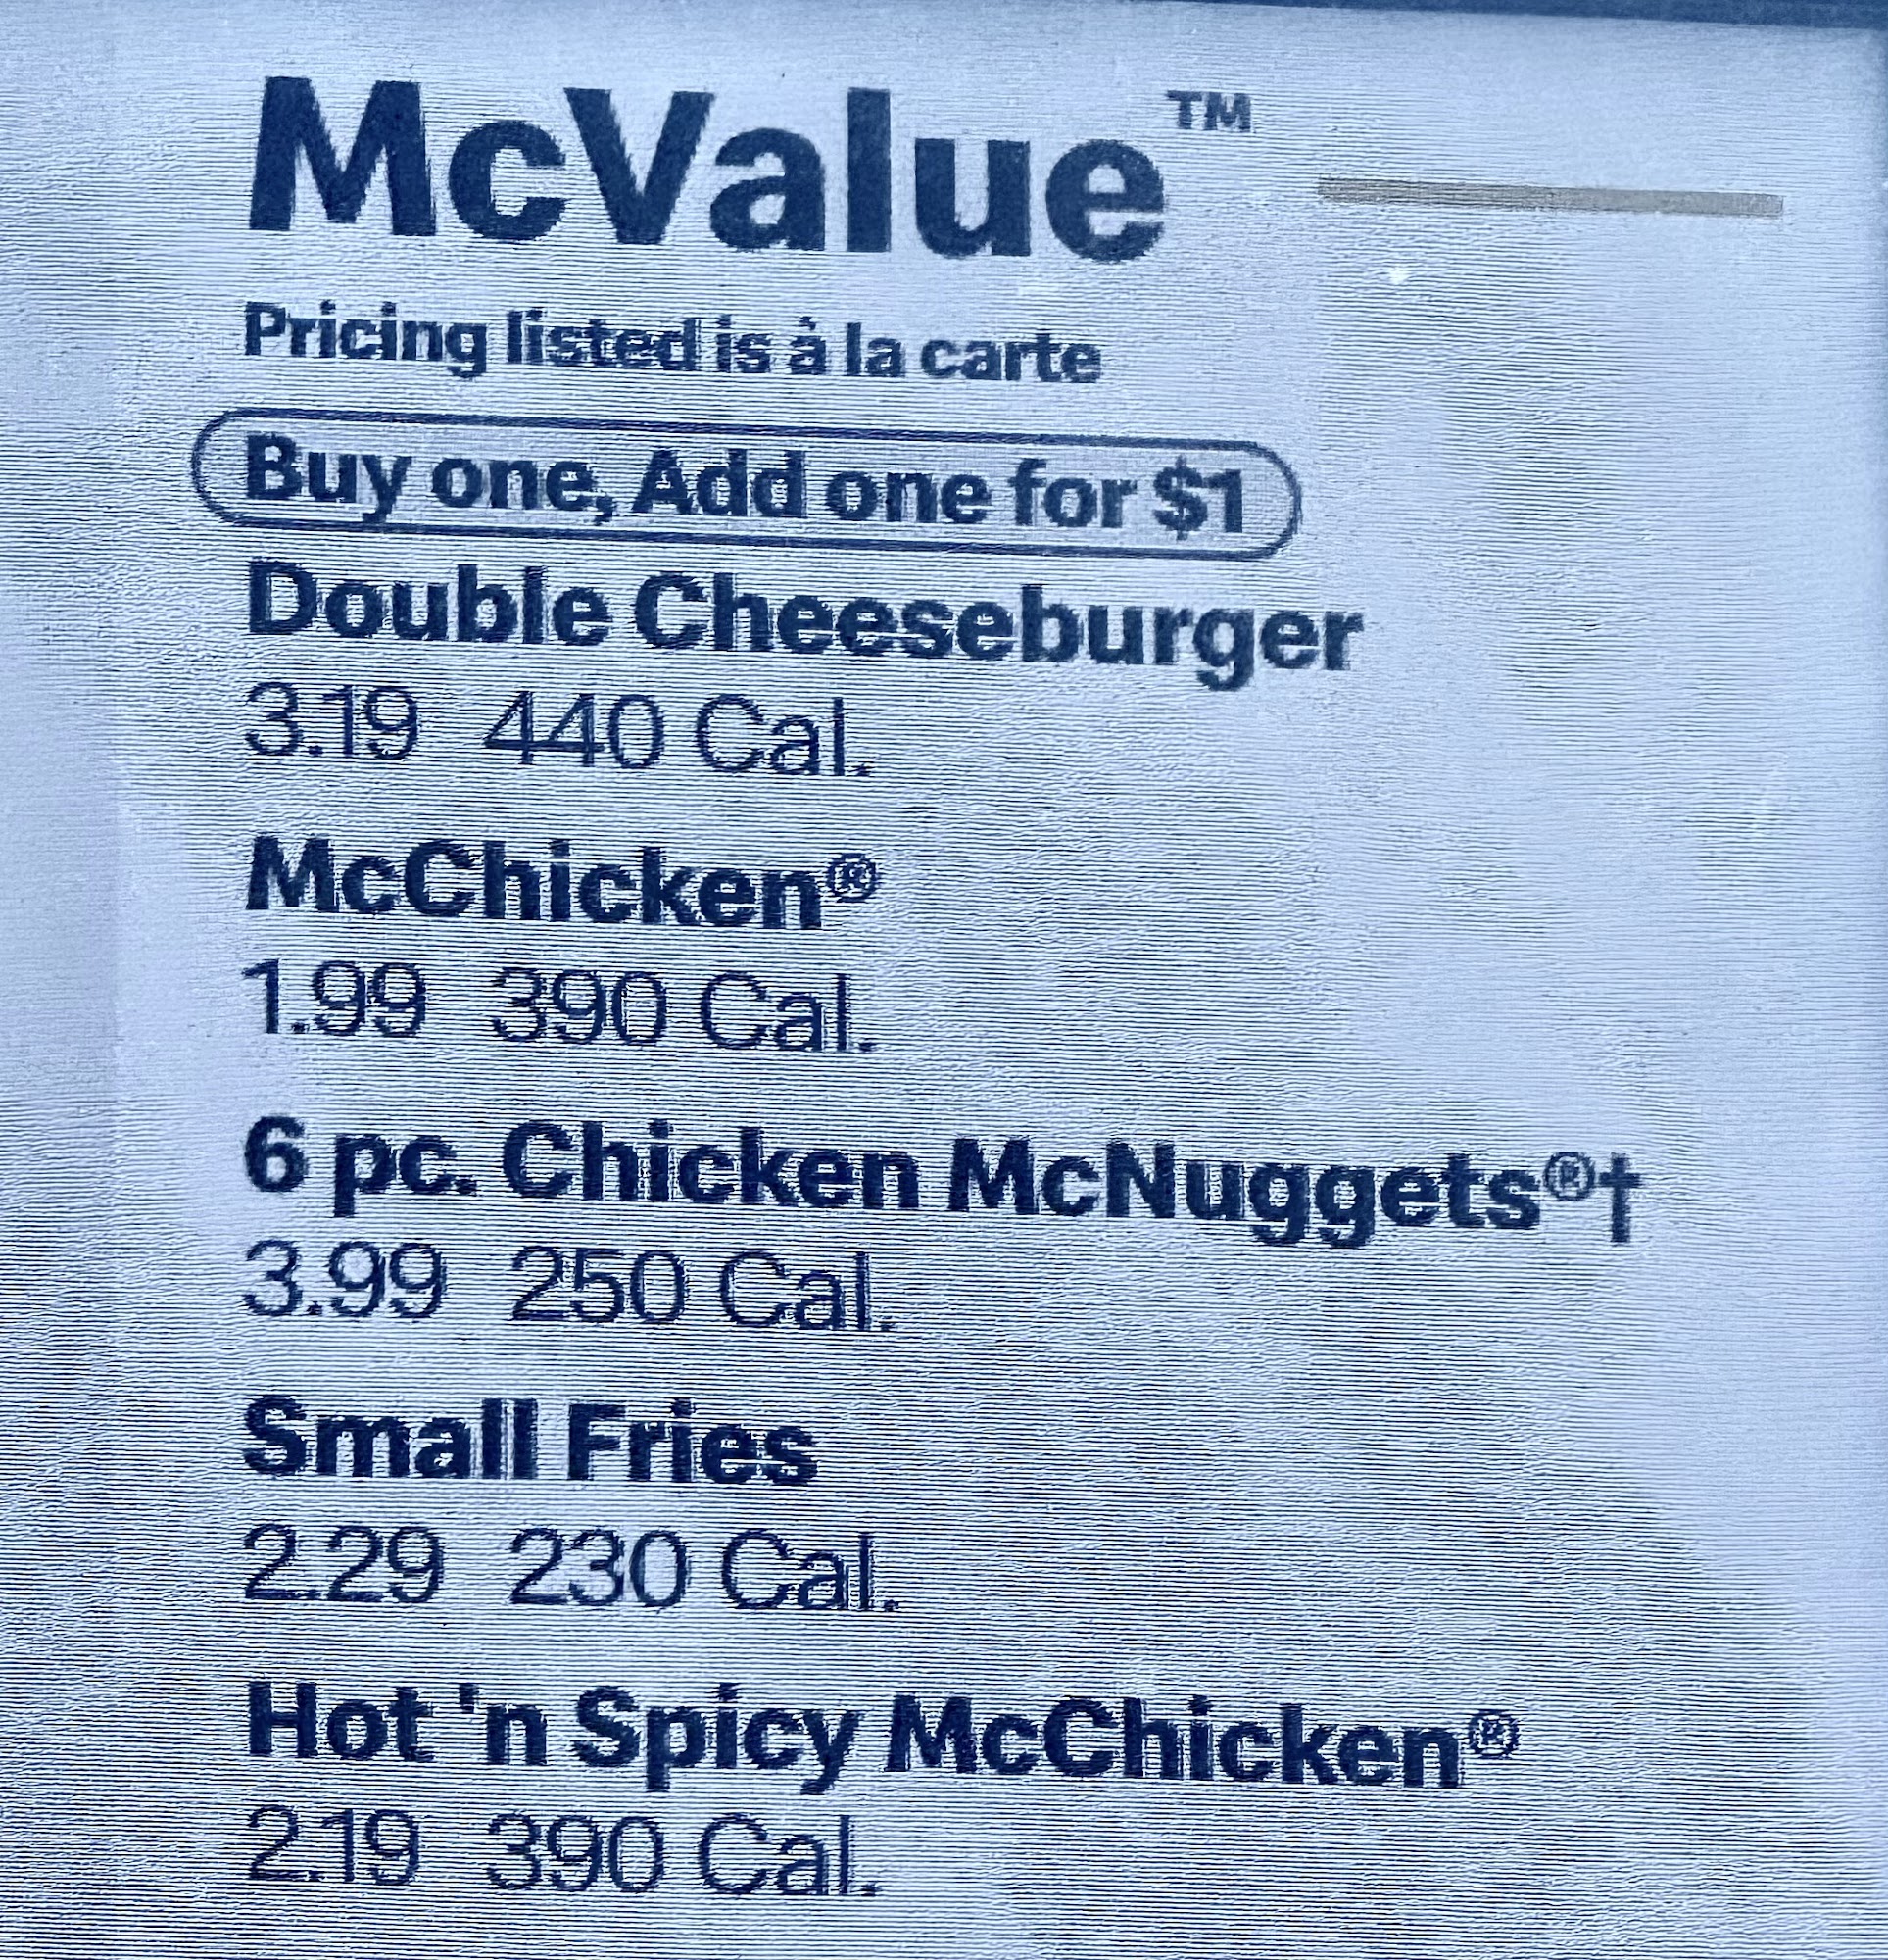 McValue™
Pricing listed is à la carte
Buy one, Add one for $1
Double Cheeseburger
3.19 440 Cal.
McChicken®
1.99 390 Cal.
6 pc. Chicken McNuggets®†
3.99 250 Cal.
Small Fries
2.29 230 Cal.
Hot 'n Spicy McChicken®
2.19 390 Cal.